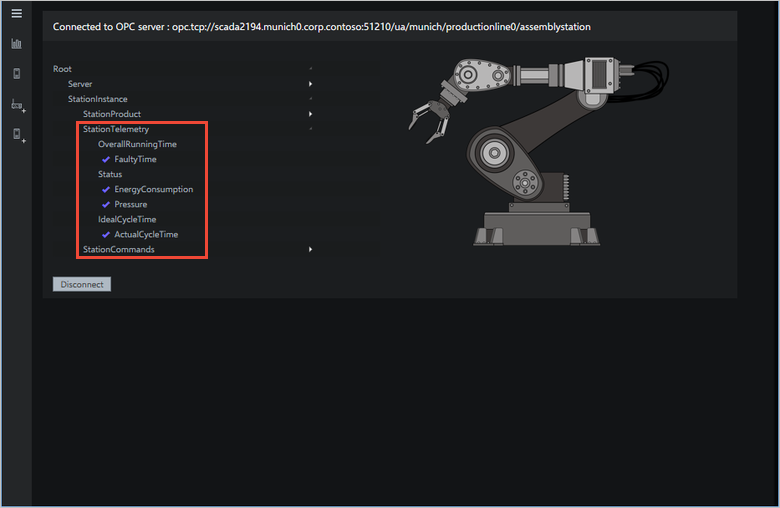 Connected to OPC server : opc.tcp://scada2194.munich0.corp.contoso:51210/ua/munich/productionline0/assemblystation
Root
Server
StationInstance
StationProduct
StationTelemetry
OverallRunningTime
FaultyTime
Status
EnergyConsumption
Pressure
IdealCycleTime
ActualCycleTime
StationCommands
Disconnect